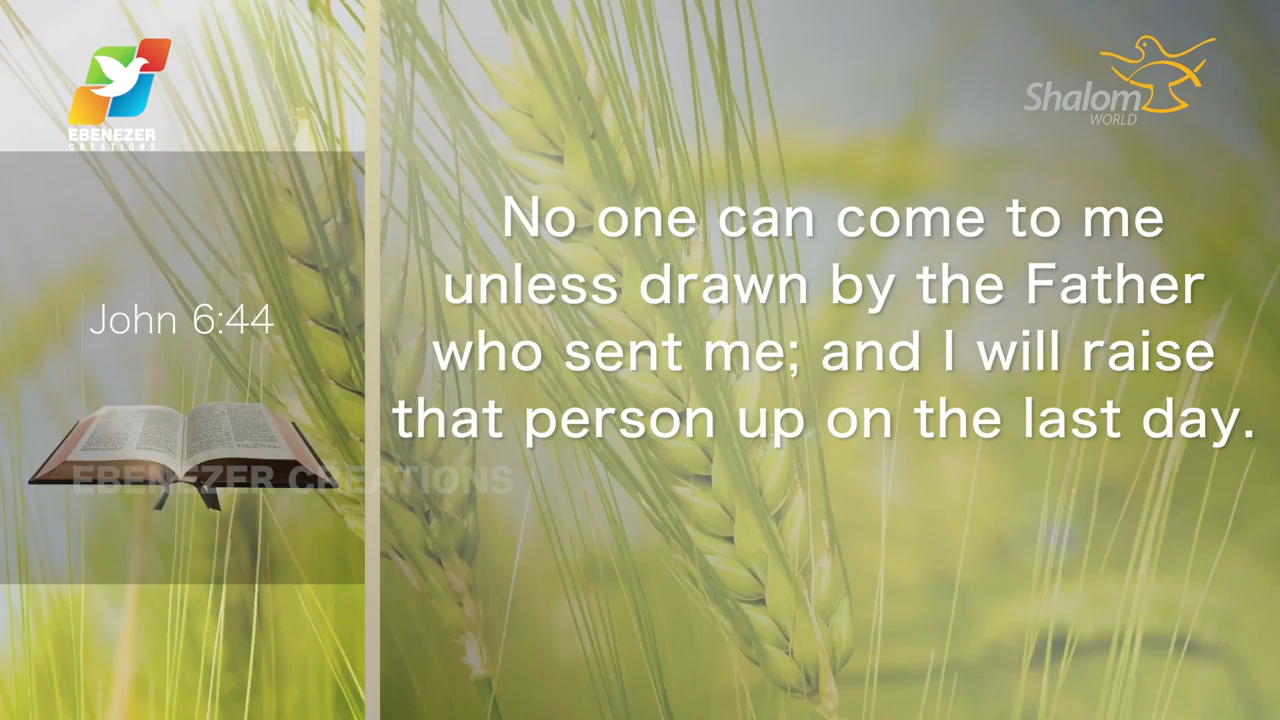 EBENEZER
CREATIONS
Shalom
WORLD
John 6:44
No one can come to me
unless drawn by the Father
who sent me; and I will raise
that person up on the last day.
EBENEZER CREATIONS